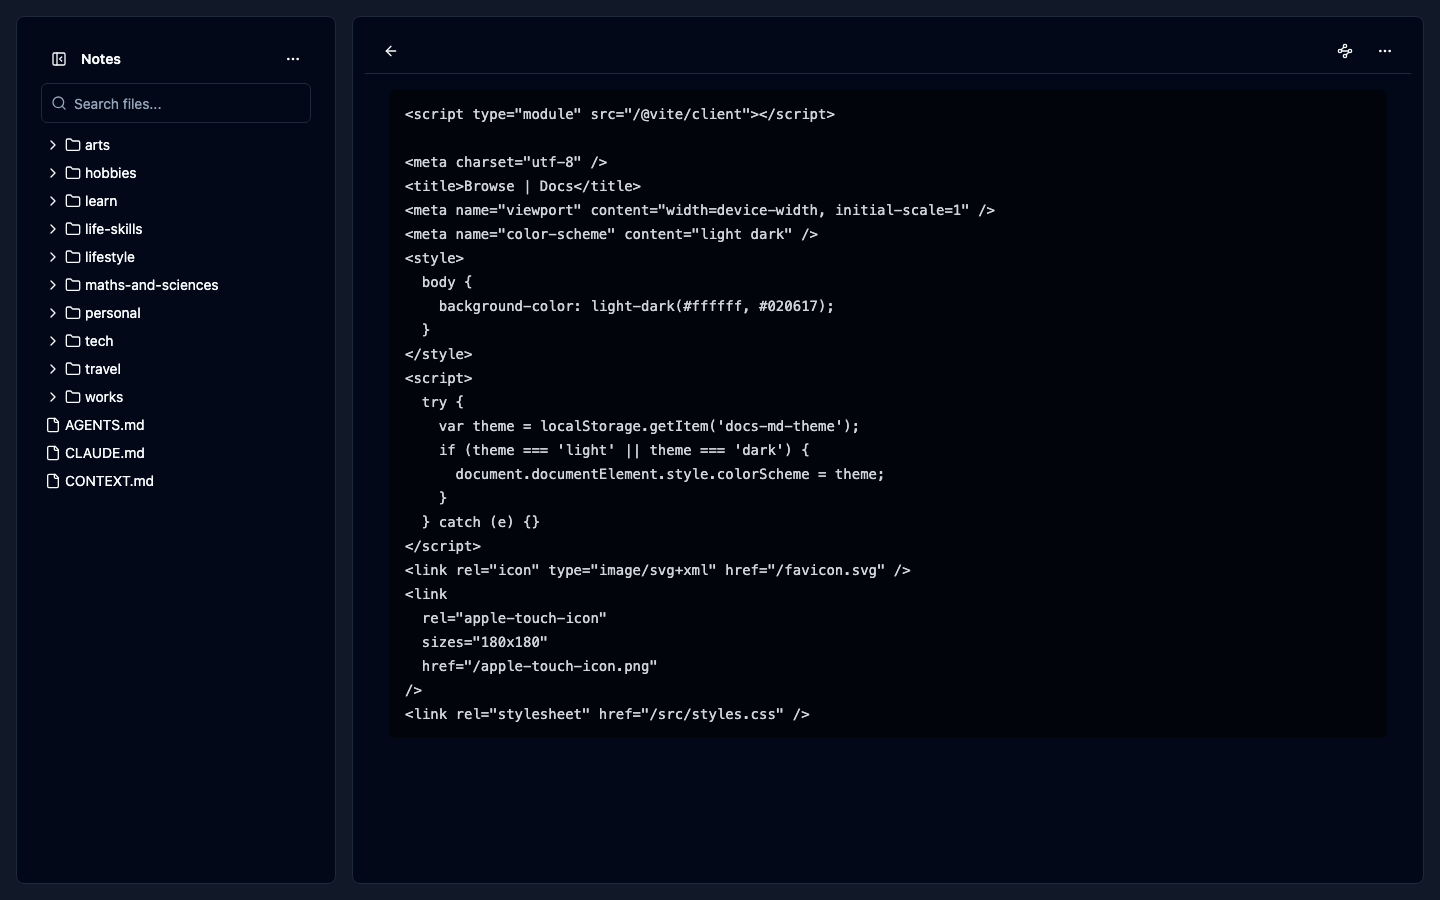 Notes
Search files...
arts
hobbies
learn
life-skills
lifestyle
maths-and-sciences
personal
tech
travel
works
AGENTS.md
CLAUDE.md
CONTEXT.md
<script type="module" src="/@vite/client"></script>

<meta charset="utf-8" />
<title>Browse | Docs</title>
<meta name="viewport" content="width=device-width, initial-scale=1" />
<meta name="color-scheme" content="light dark" />
<style>
  body {
    background-color: light-dark(#ffffff, #020617);
  }
</style>
<script>
  try {
    var theme = localStorage.getItem('docs-md-theme');
    if (theme === 'light' || theme === 'dark') {
      document.documentElement.style.colorScheme = theme;
    }
  } catch (e) {}
</script>
<link rel="icon" type="image/svg+xml" href="/favicon.svg" />
<link
  rel="apple-touch-icon"
  sizes="180x180"
  href="/apple-touch-icon.png"
/>
<link rel="stylesheet" href="/src/styles.css" />